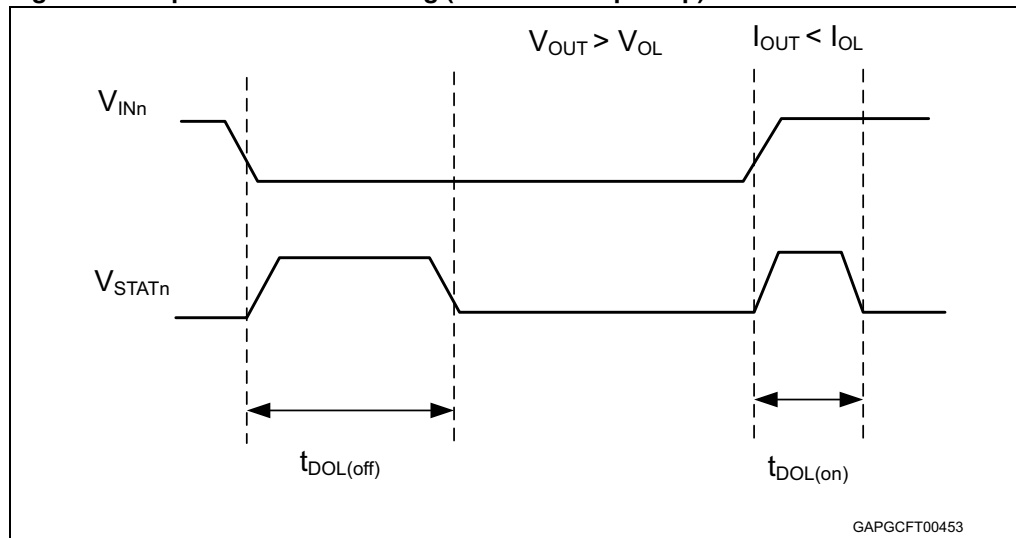 V_OUT > V_OL
I_OUT < I_OL
V_INn
V_STATn
t_DOL(off)
t_DOL(on)
GAPGCFT00453